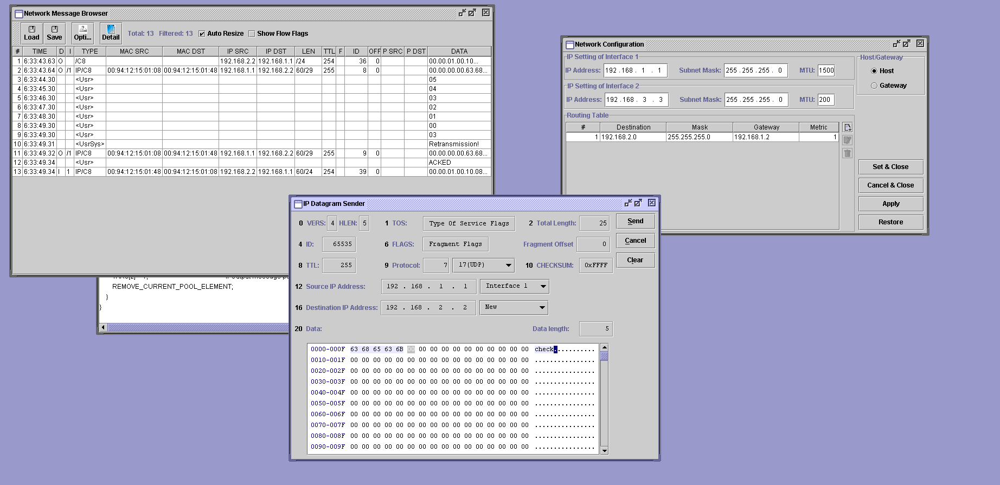 Network Message Browser
Load Save Opti... Detail Total: 13 Filtered: 13 Auto Resize Show Flow Flags
# TIME D I TYPE MAC SRC MAC DST IP SRC IP DST LEN TTL F ID OFF P SRC P DST DATA
1 6:33:43.63 O /C8 192.168.2.2 192.168.1.1 /24 254 36 0 00.00.01.00.10...
2 6:33:43.64 O /1 IP/C8 00:94:12:15:01:08 00:94:12:15:01:48 192.168.1.1 192.168.2.2 60/29 255 8 0 00.00.00.00.63.68...
3 6:33:44.30 <Usr> 05
4 6:33:45.30 <Usr> 04
5 6:33:46.30 <Usr> 03
6 6:33:47.30 <Usr> 02
7 6:33:48.30 <Usr> 01
8 6:33:49.30 <Usr> 00
9 6:33:49.30 <Usr> 03
10 6:33:49.31 <UsrSys> Retransmission!
11 6:33:49.32 O /1 IP/C8 00:94:12:15:01:08 00:94:12:15:01:48 192.168.1.1 192.168.2.2 60/29 255 9 0 00.00.00.00.63.68...
12 6:33:49.34 <Usr> ACKED
13 6:33:49.34 I 1 IP/C8 00:94:12:15:01:48 00:94:12:15:01:08 192.168.2.2 192.168.1.1 60/24 254 39 0 00.00.01.00.10.08...
REMOVE_CURRENT_POOL_ELEMENT;
}
}
Network Configuration
IP Setting of Interface 1
IP Address: 192 . 168 . 1 . 1 Subnet Mask: 255 . 255 . 255 . 0 MTU: 1500
IP Setting of Interface 2
IP Address: 192 . 168 . 3 . 3 Subnet Mask: 255 . 255 . 255 . 0 MTU: 200
Host/Gateway
Host
Gateway
Routing Table
# Destination Mask Gateway Metric
1 192.168.2.0 255.255.255.0 192.168.1.2 1
Set & Close
Cancel & Close
Apply
Restore
IP Datagram Sender
0 VERS: 4 HLEN: 5 1 TOS: Type Of Service Flags 2 Total Length: 25
4 ID: 65535 6 FLAGS: Fragment Flags Fragment Offset 0
8 TTL: 255 9 Protocol: 7 17(UDP) 10 CHECKSUM: 0xFFFF
12 Source IP Address: 192 . 168 . 1 . 1 Interface 1
16 Destination IP Address: 192 . 168 . 2 . 2 New
20 Data: Data length: 5
Send
Cancel
Clear
0000-000F 63 68 65 63 6B 00 00 00 00 00 00 00 00 00 00 00 check...........
0010-001F 00 00 00 00 00 00 00 00 00 00 00 00 00 00 00 00 ................
0020-002F 00 00 00 00 00 00 00 00 00 00 00 00 00 00 00 00 ................
0030-003F 00 00 00 00 00 00 00 00 00 00 00 00 00 00 00 00 ................
0040-004F 00 00 00 00 00 00 00 00 00 00 00 00 00 00 00 00 ................
0050-005F 00 00 00 00 00 00 00 00 00 00 00 00 00 00 00 00 ................
0060-006F 00 00 00 00 00 00 00 00 00 00 00 00 00 00 00 00 ................
0070-007F 00 00 00 00 00 00 00 00 00 00 00 00 00 00 00 00 ................
0080-008F 00 00 00 00 00 00 00 00 00 00 00 00 00 00 00 00 ................
0090-009F 00 00 00 00 00 00 00 00 00 00 00 00 00 00 00 00 ................